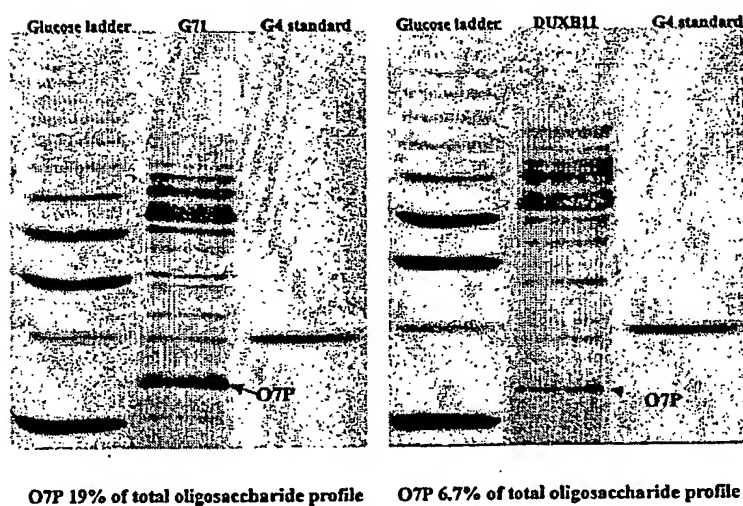 Glucose ladder G71 G4 standard
O7P
O7P 19% of total oligosaccharide profile
Glucose ladder DUXB11 G4 standard
O7P
O7P 6.7% of total oligosaccharide profile